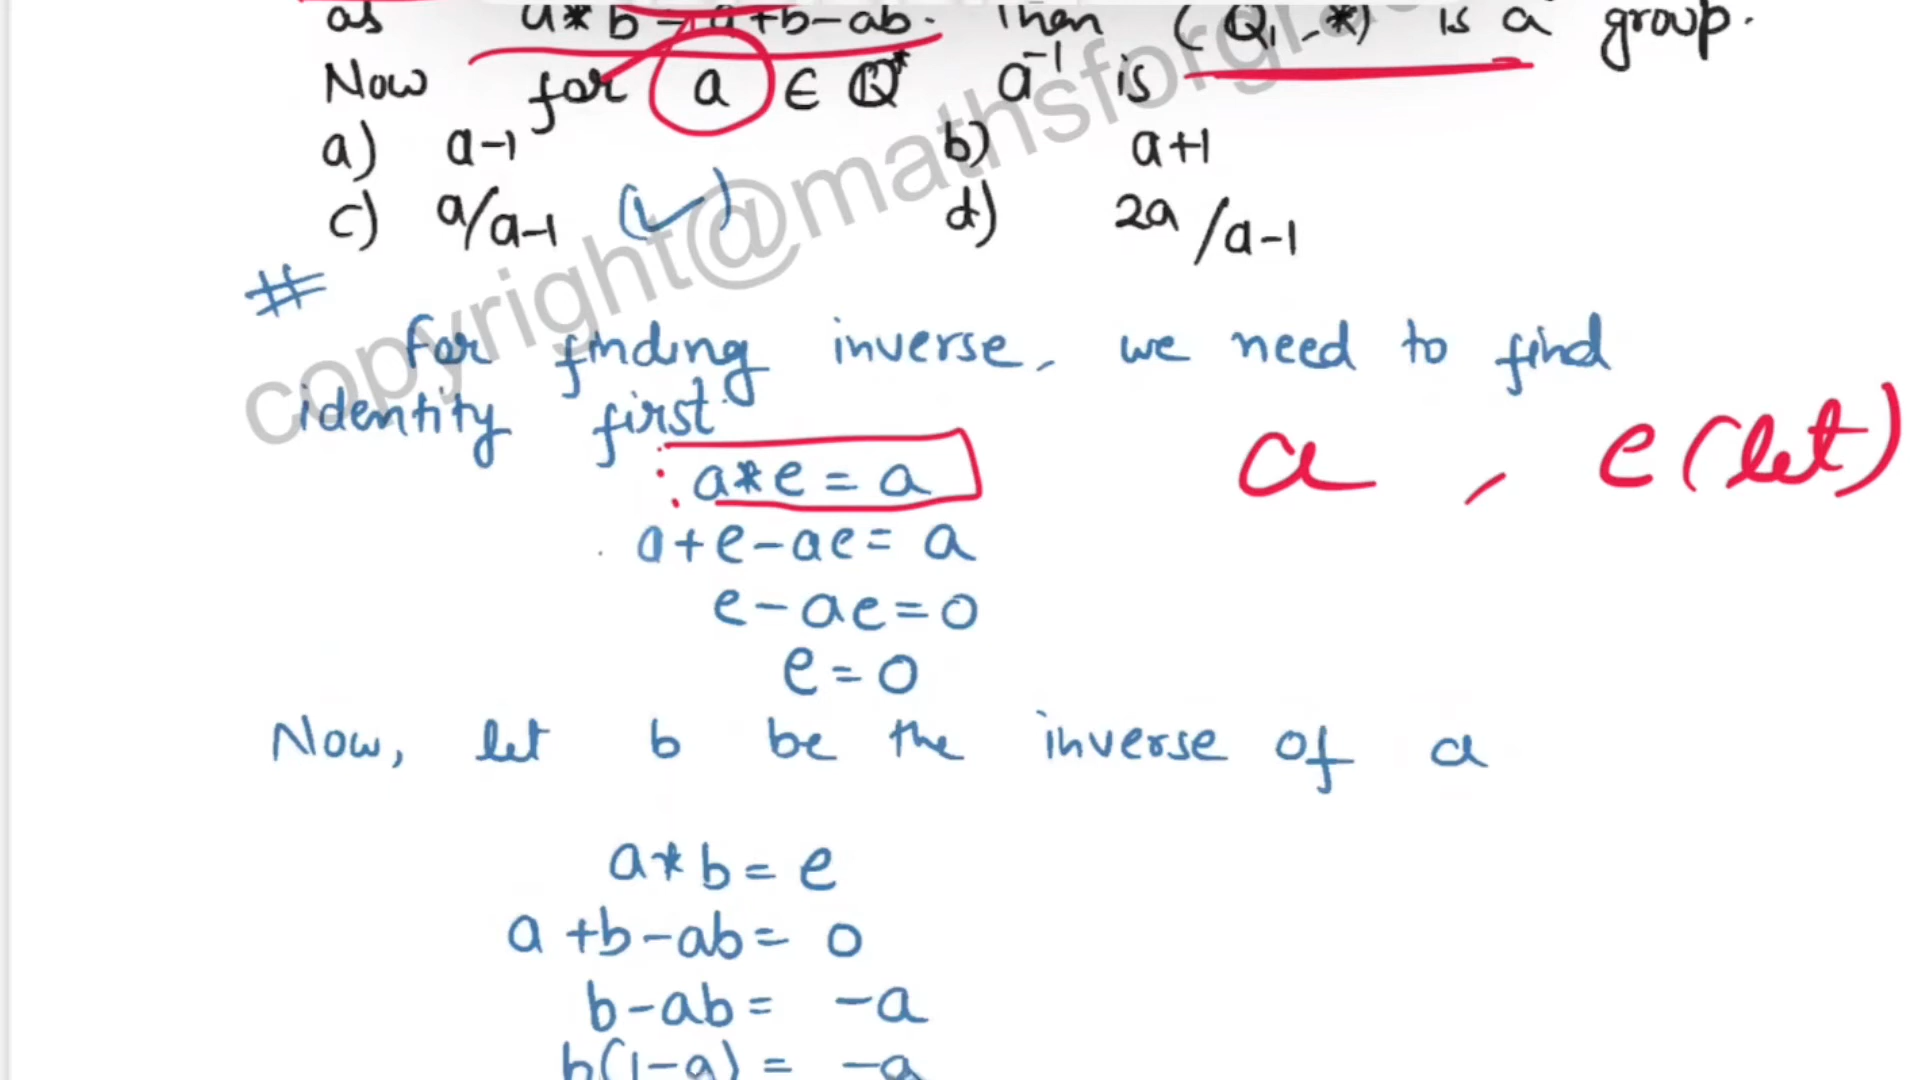 as a * b = a+b-ab. Then (Q, *) is a group.
Now for a ∈ Q* a⁻¹ is
a) a-1 b) a+1
c) a/a-1 (✓) d) 2a/a-1
#
for finding inverse, we need to find
identity first
a*e = a a , e (let)
a+e-ae = a
e-ae=0
e=0
Now, let b be the inverse of a
a*b = e
a+b-ab = 0
b-ab = -a
b(1-a) = -a
copyright@mathsforgl